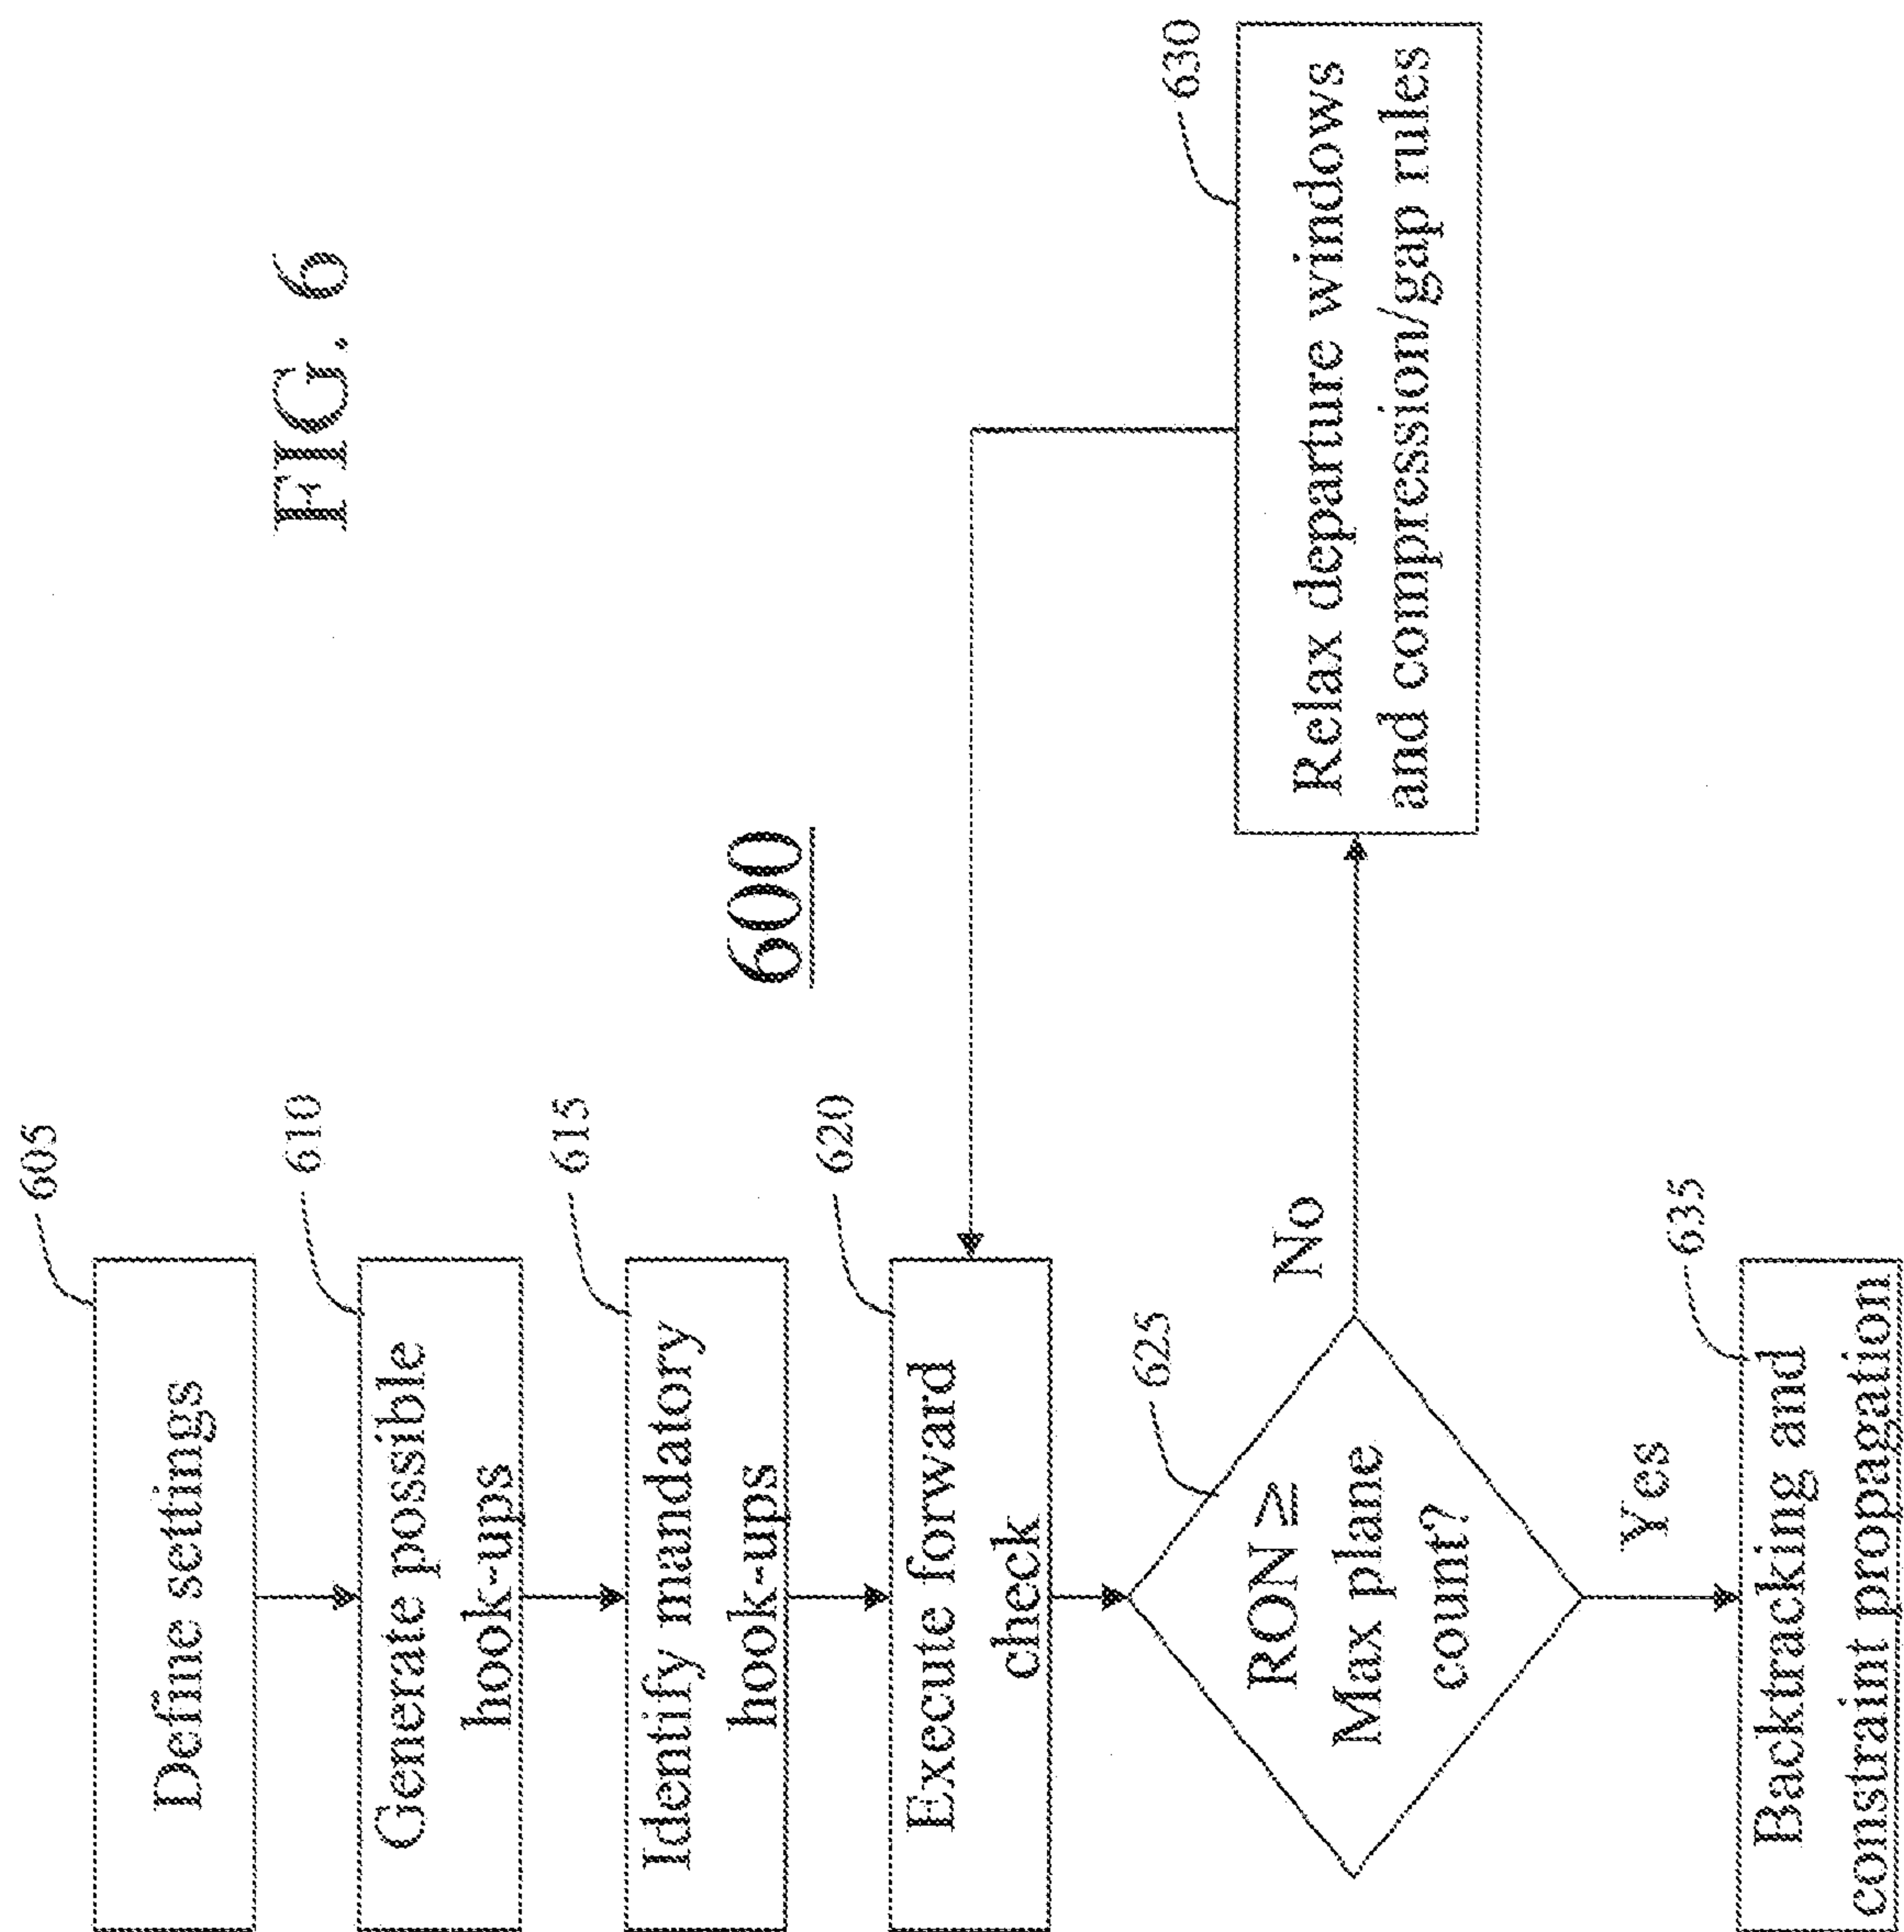 FIG. 6
600
605
Define settings
610
Generate possible
hook-ups
615
Identify mandatory
hook-ups
620
Execute forward
check
625
RON ≥
Max plane
count?
No
630
Relax departure windows
and compression/gap rules
Yes
635
Backtracking and
constraint propagation